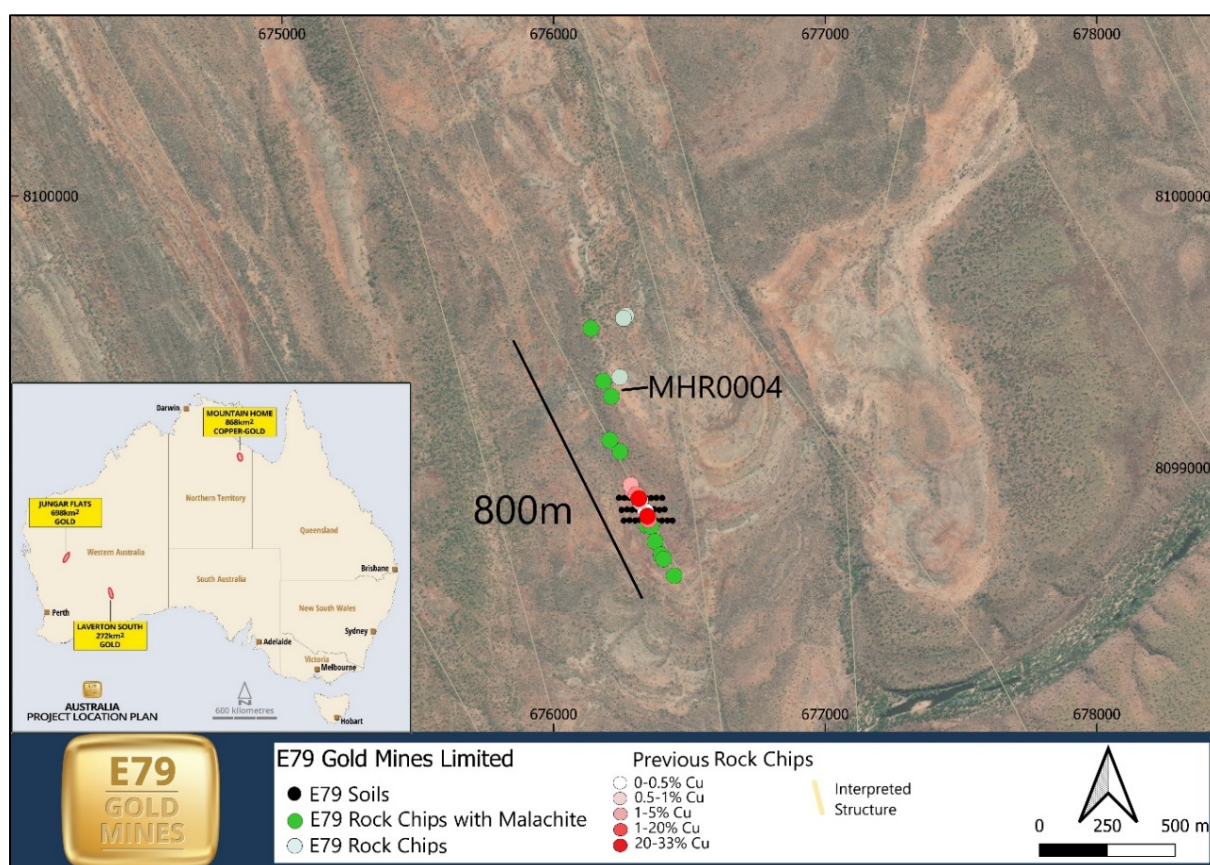 675000
676000
677000
678000
8100000
8100000
MHR0004
8099000
800m
Darwin
MOUNTAIN HOME
868km²
COPPER-GOLD
JUNGAR FLATS
698km²
GOLD
Northern Territory
Queensland
Western Australia
Brisbane
South Australia
New South Wales
Perth
Sydney
LAVERTON SOUTH
272km²
GOLD
Adelaide
Victoria
Melbourne
E79
AUSTRALIA
PROJECT LOCATION PLAN
N
600 kilometres
Hobart
676000
677000
678000
E79
GOLD
MINES
E79 Gold Mines Limited
E79 Soils
E79 Rock Chips with Malachite
E79 Rock Chips
Previous Rock Chips
0-0.5% Cu
0.5-1% Cu
1-5% Cu
1-20% Cu
20-33% Cu
Interpreted
Structure
0 250 500 m